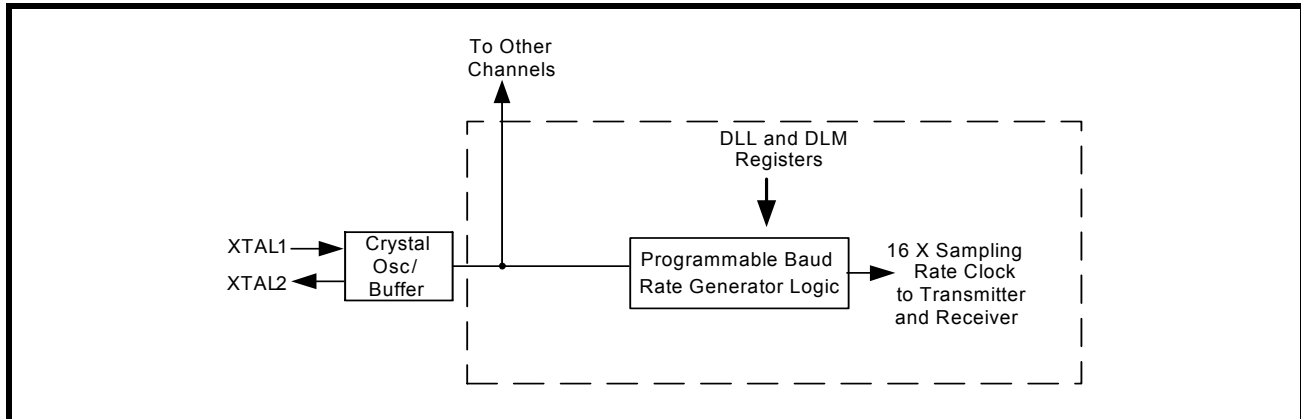 To Other
Channels
DLL and DLM
Registers
XTAL1
XTAL2
Crystal
Osc/
Buffer
Programmable Baud
Rate Generator Logic
16 X Sampling
Rate Clock
to Transmitter
and Receiver